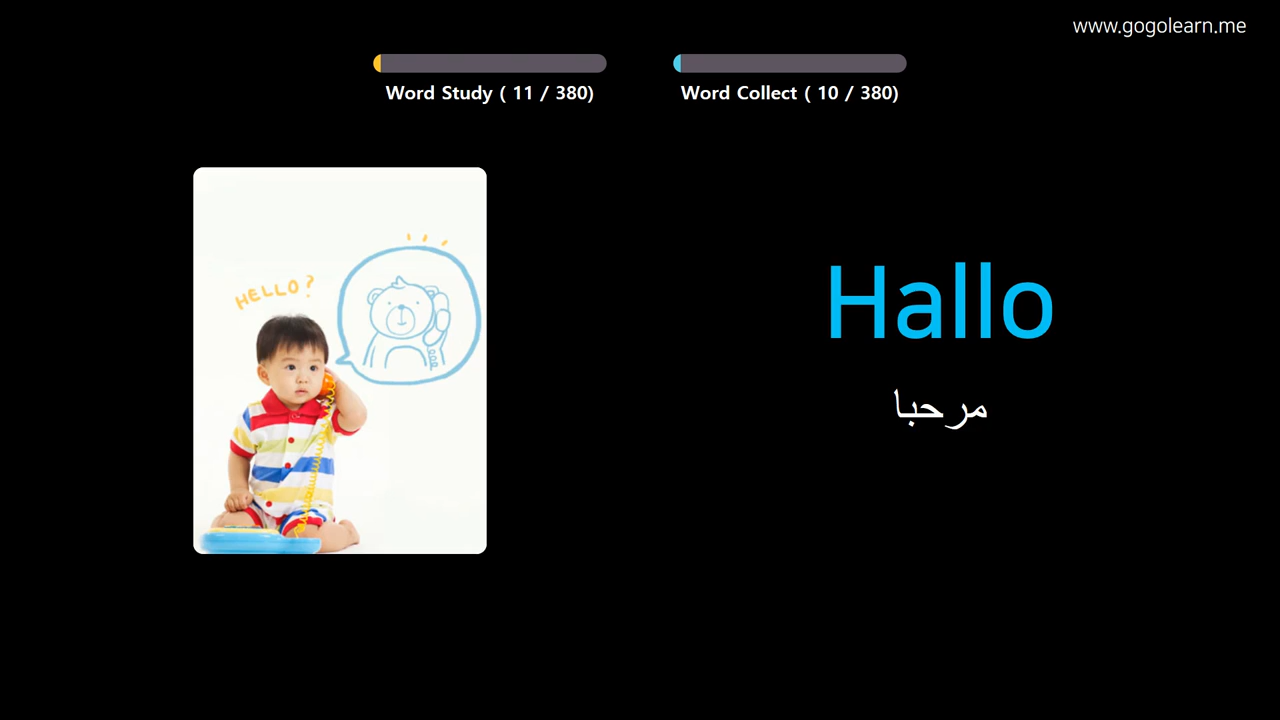 www.gogolearn.me
Word Study ( 11 / 380)
Word Collect ( 10 / 380)
HELLO?
Hallo
مرحبا